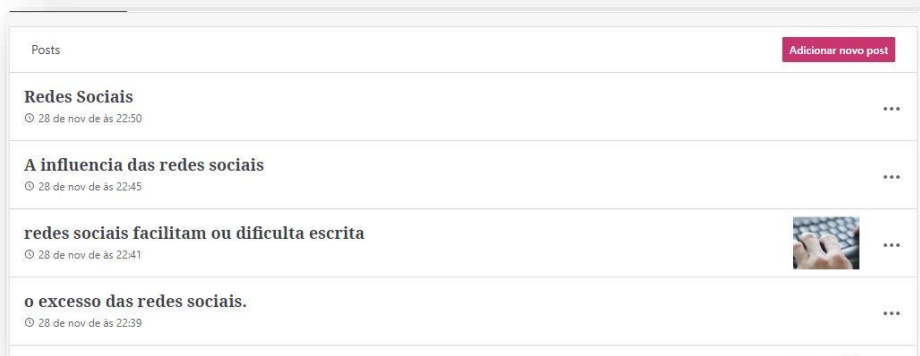 Posts
Adicionar novo post
Redes Sociais
28 de nov de às 22:50
A influencia das redes sociais
28 de nov de às 22:45
redes sociais facilitam ou dificulta escrita
28 de nov de às 22:41
o excesso das redes sociais.
28 de nov de às 22:39